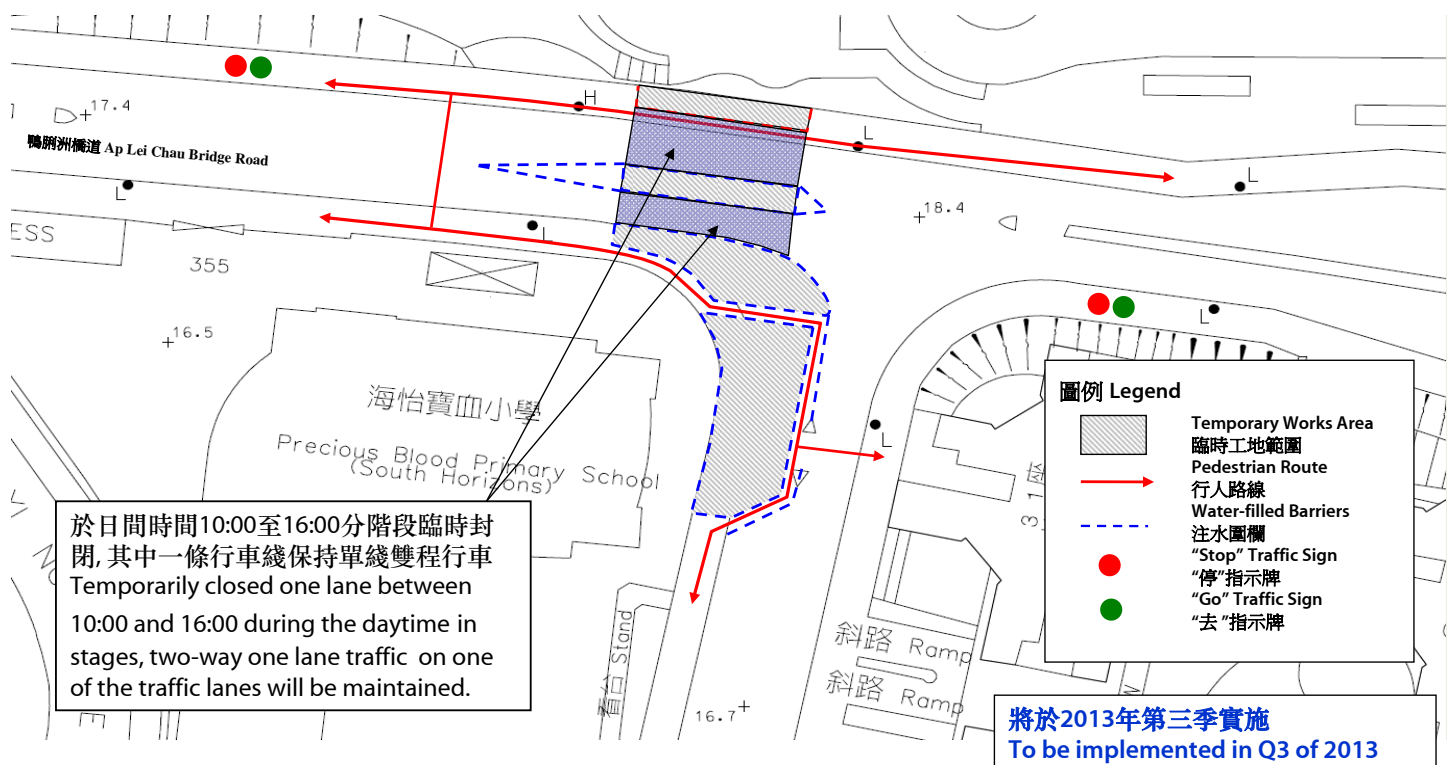 H
17.4
鴨脷洲橋道 Ap Lei Chau Bridge Road
L
L
L
18.4
L
ESS
355
L
16.5
海怡寶血小學
Precious Blood Primary School
(South Horizons)
L
於日間時間10:00至16:00分階段臨時封
閉, 其中一條行車綫保持單綫雙程行車
Temporarily closed one lane between
10:00 and 16:00 during the daytime in
stages, two-way one lane traffic on one
of the traffic lanes will be maintained.
看台 Stand
斜路 Ramp
斜路 Ramp
16.7
31座
圖例 Legend
Temporary Works Area
臨時工地範圍
Pedestrian Route
行人路線
Water-filled Barriers
注水圍欄
“Stop” Traffic Sign
“停”指示牌
“Go” Traffic Sign
“去 ”指示牌
將於2013年第三季實施
To be implemented in Q3 of 2013